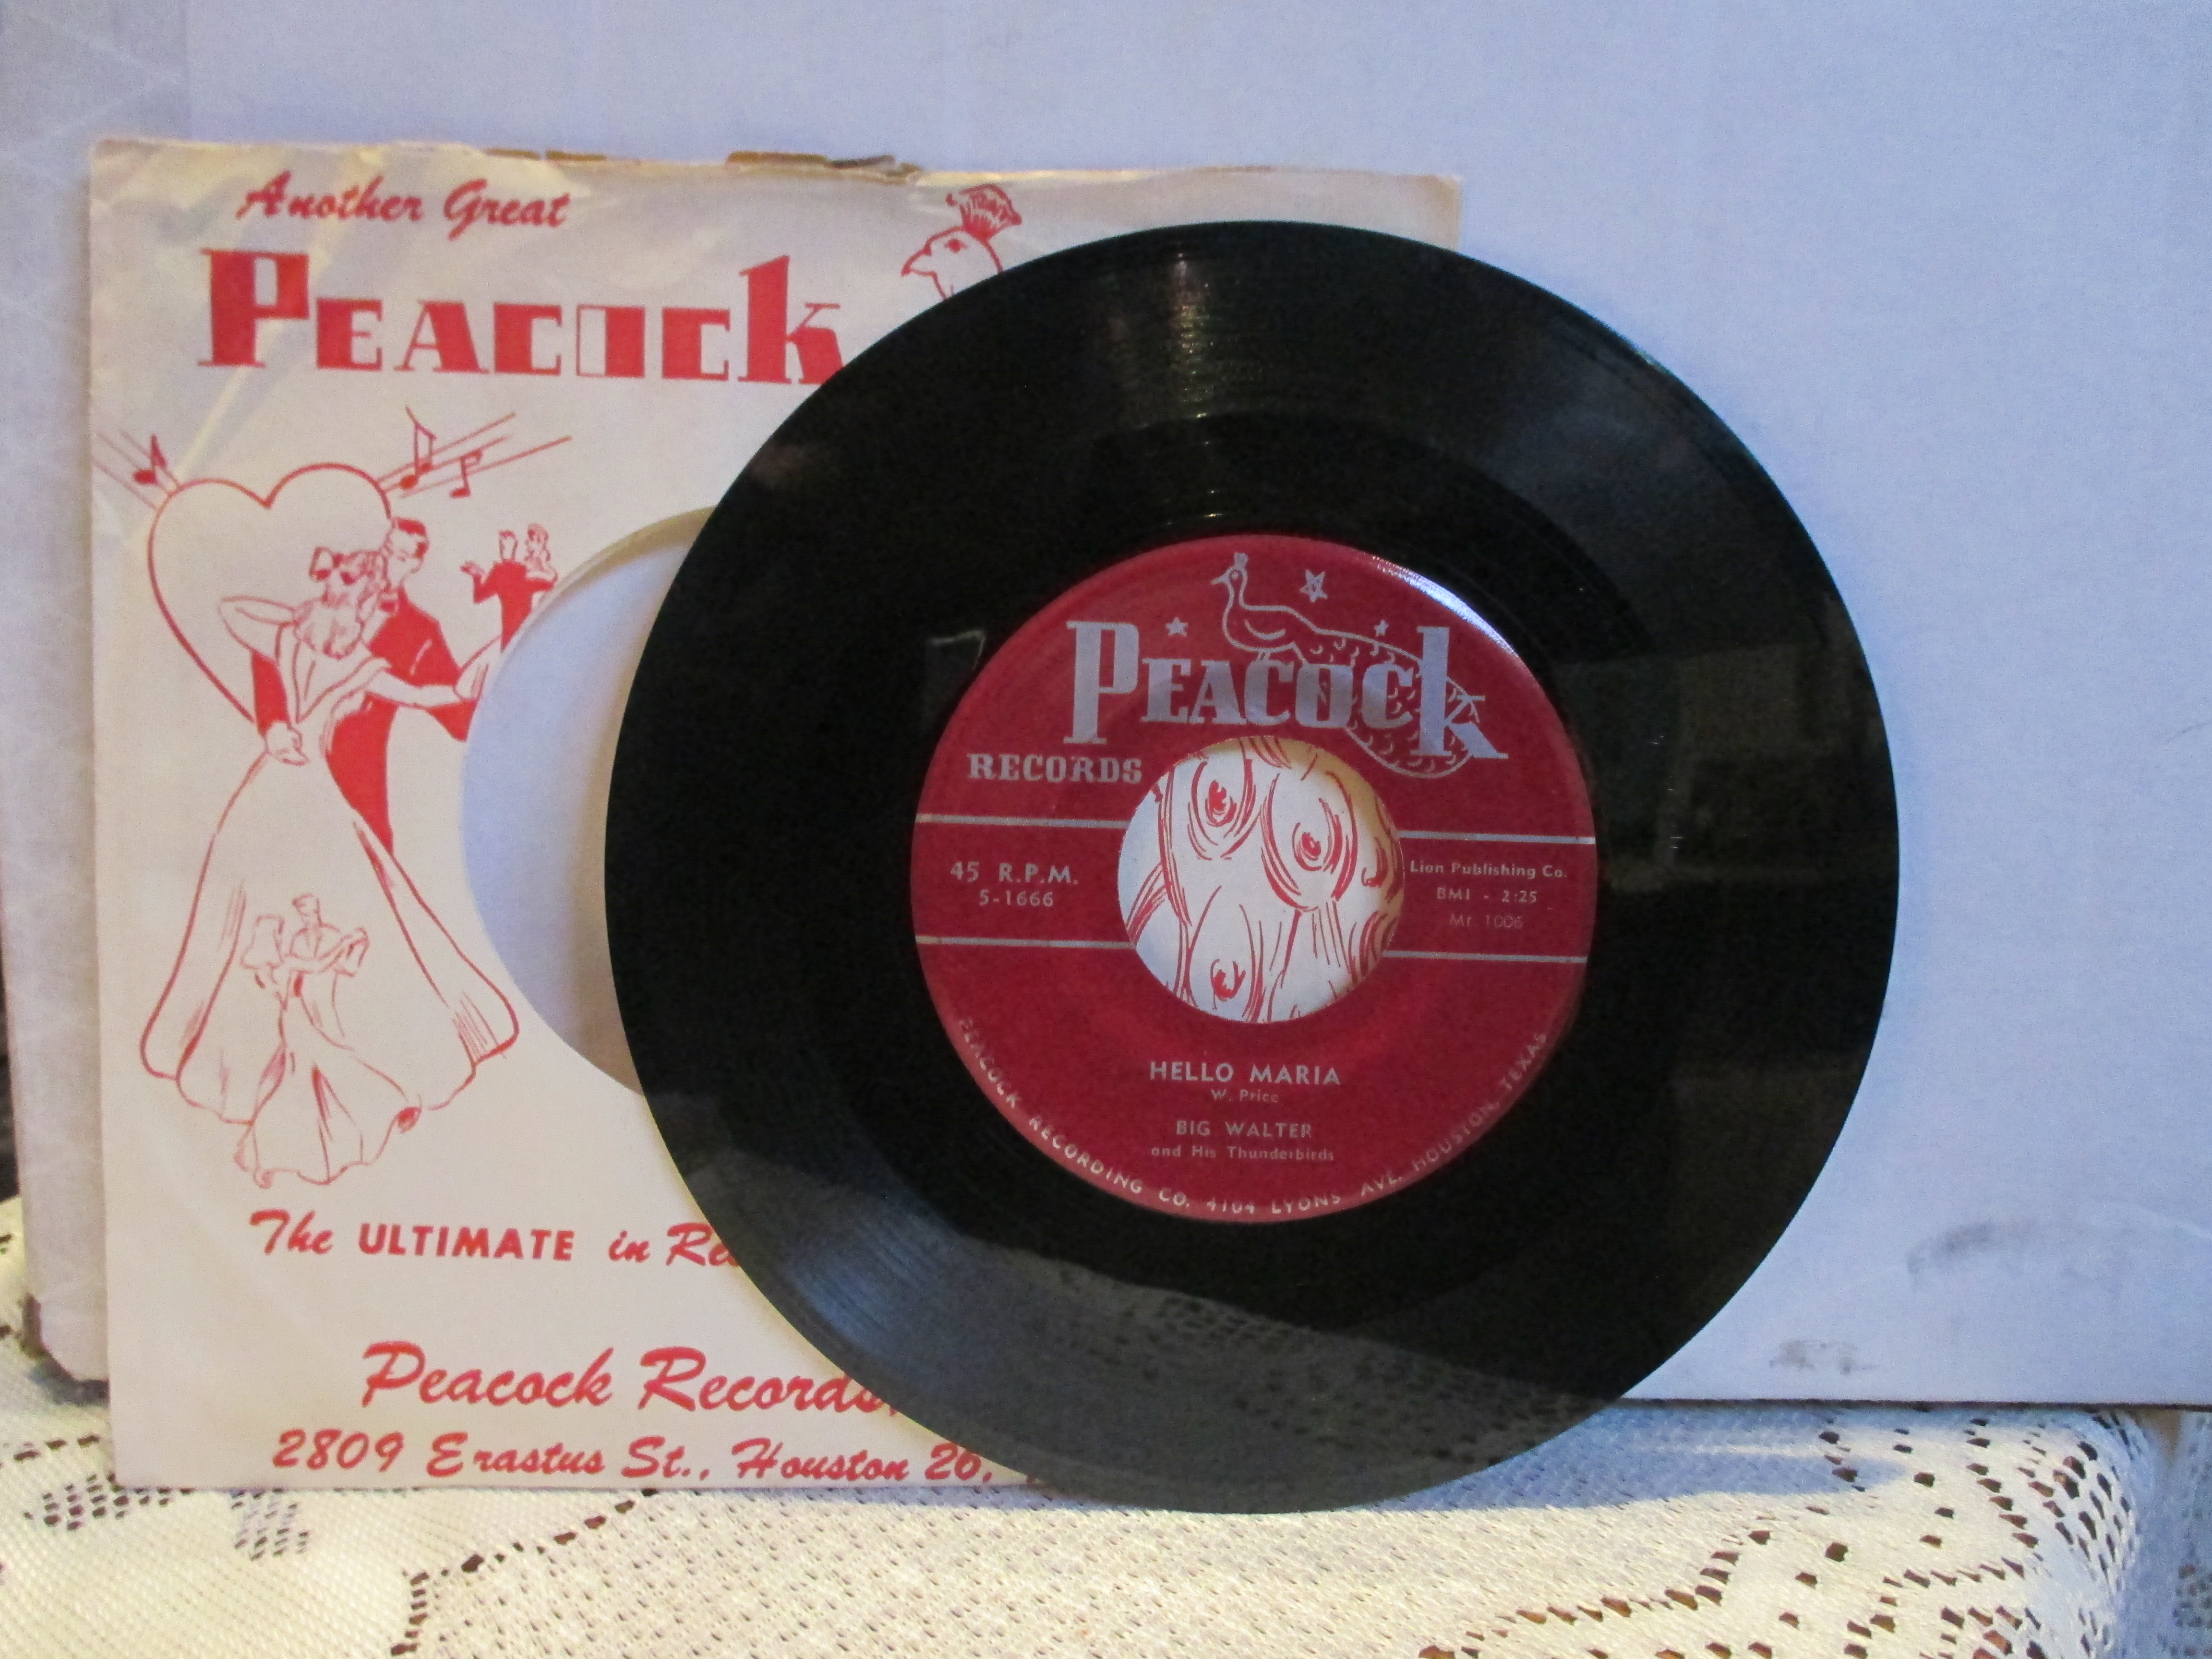 Another Great
PEACOCK
The ULTIMATE in
Peacock Records,
2809 Erastus St., Houston 26,
PEACOCK
RECORDS
45 R.P.M.
5-1666
Lion Publishing Co.
BMI - 2:25
Mr. 1006
HELLO MARIA
W. Price
BIG WALTER
and His Thunderbirds
PEACOCK RECORDING CO. 4104 LYONS AVE. HOUSTON, TEXAS